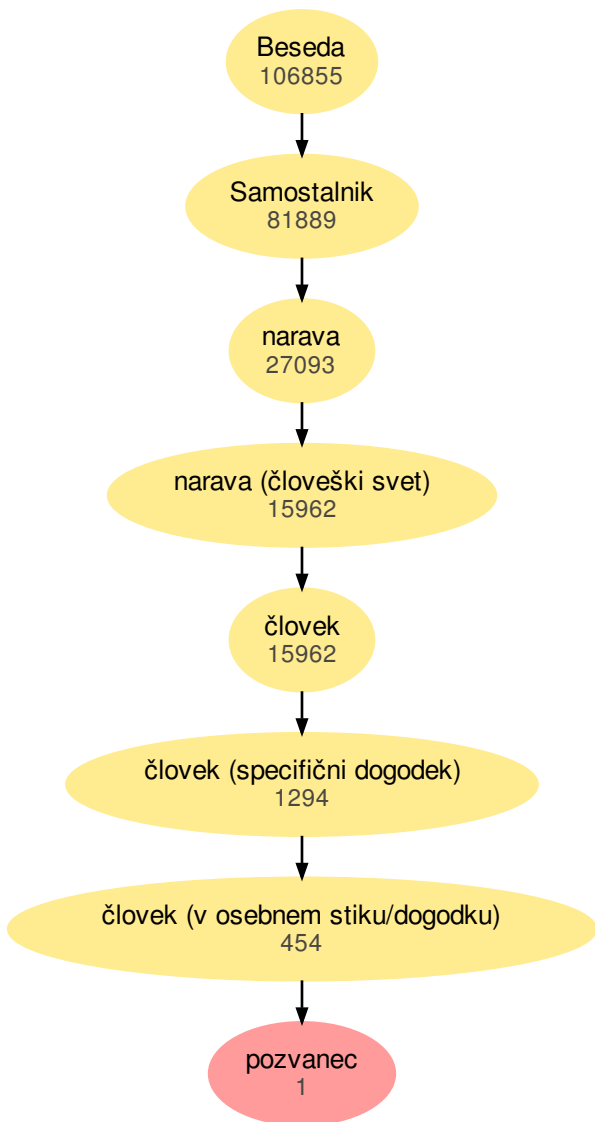 Beseda
106855
Samostalnik
81889
narava
27093
narava (človeški svet)
15962
človek
15962
človek (specifični dogodek)
1294
človek (v osebnem stiku/dogodku)
454
pozvanec
1